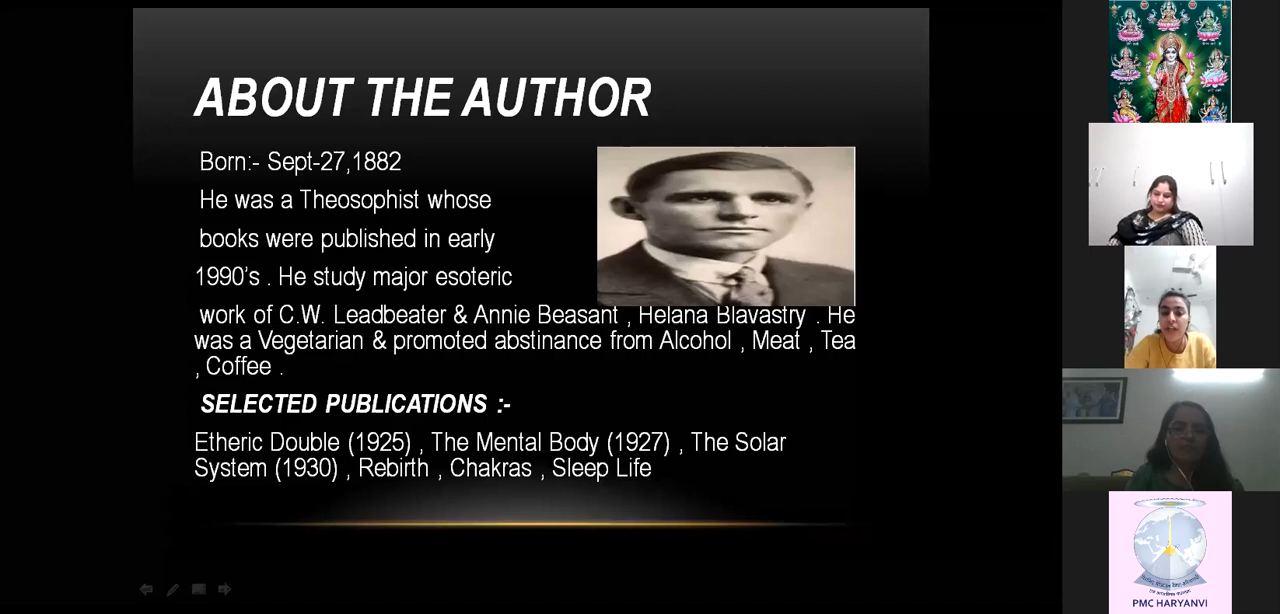 ABOUT THE AUTHOR
Born:- Sept-27,1882
He was a Theosophist whose
books were published in early
1990's . He study major esoteric
work of C.W. Leadbeater & Annie Beasant , Helana Blavastry . He
was a Vegetarian & promoted abstinance from Alcohol , Meat , Tea
, Coffee .
SELECTED PUBLICATIONS :-
Etheric Double (1925) , The Mental Body (1927) , The Solar
System (1930) , Rebirth , Chakras , Sleep Life
PMC HARYANVI